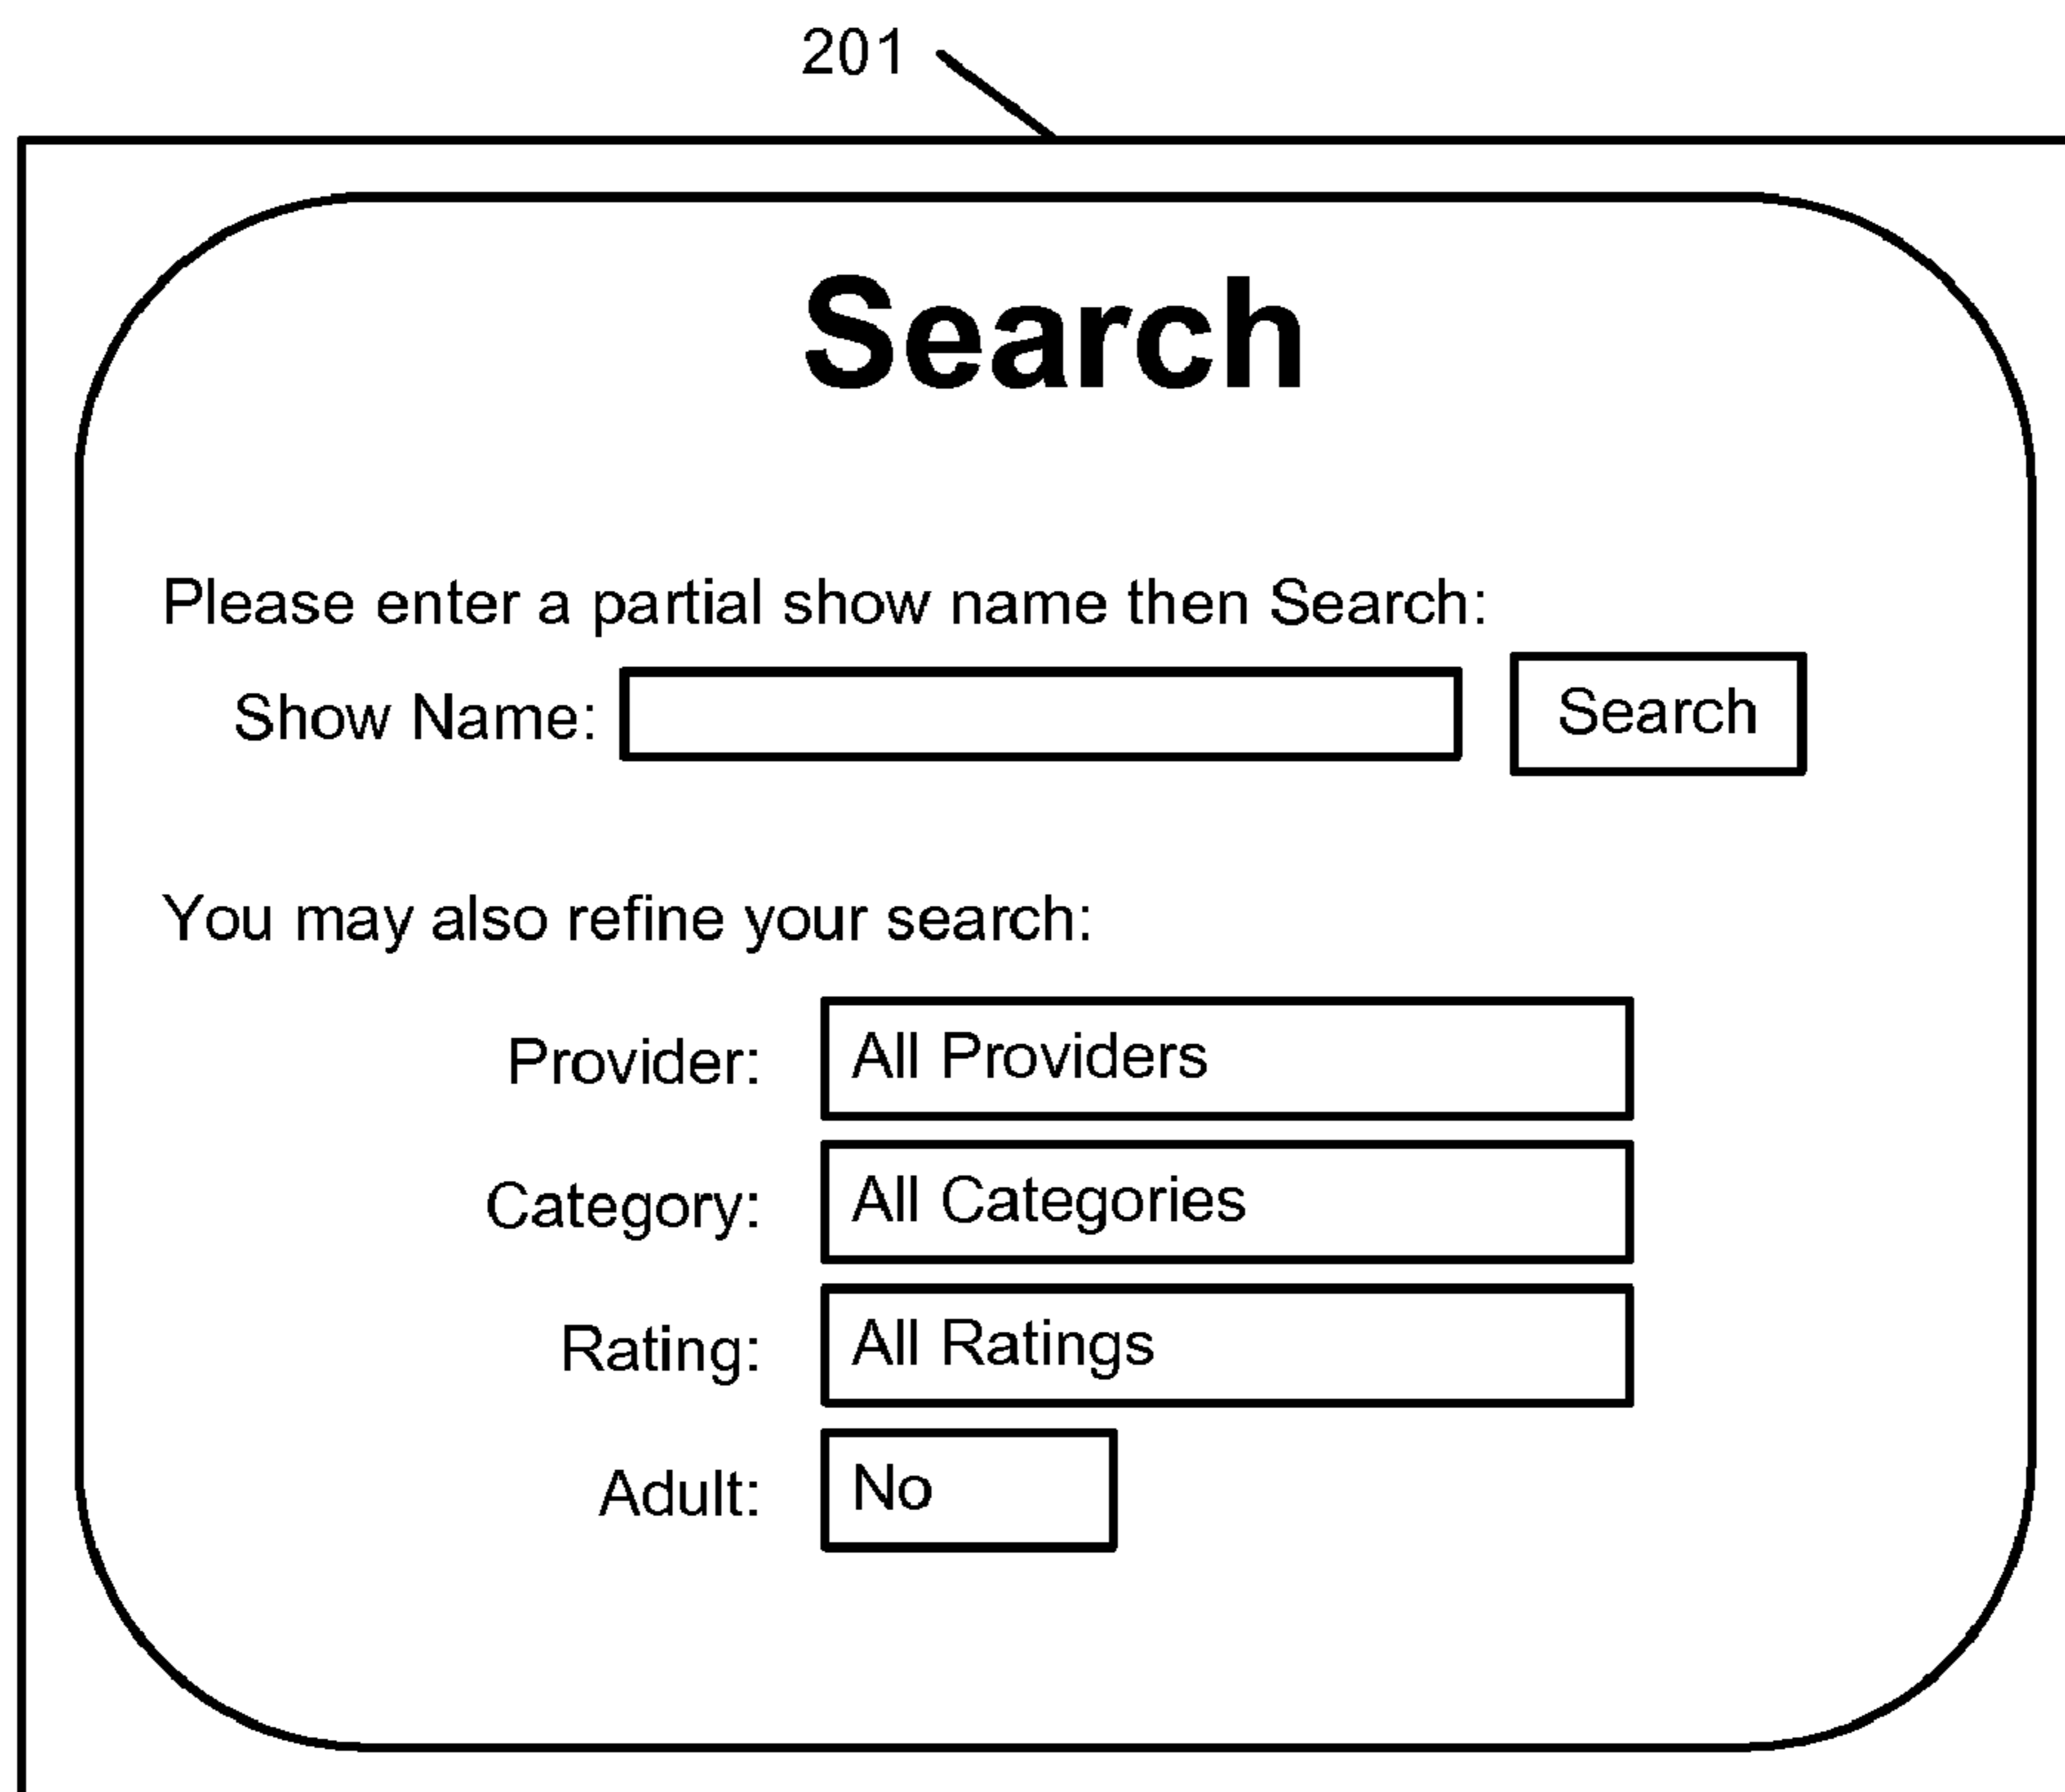 201
Search
Please enter a partial show name then Search:
Show Name: Search
You may also refine your search:
Provider: All Providers
Category: All Categories
Rating: All Ratings
Adult: No